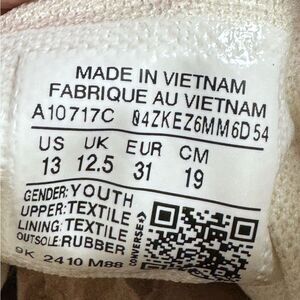 MADE IN VIETNAM
FABRIQUE AU VIETNAM
A10717C 04ZKEZ6MM6D54
US UK EUR CM
13 12.5 31 19
GENDER: YOUTH
UPPER: TEXTILE
LINING: TEXTILE
OUTSOLE: RUBBER
CONVERSE
9K 2410 M88